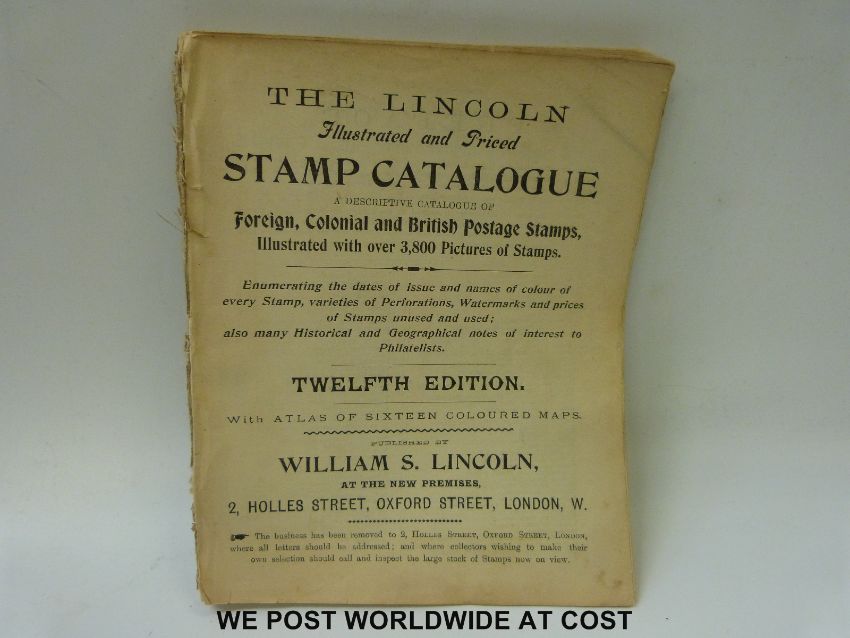 THE LINCOLN
Illustrated and Priced
STAMP CATALOGUE
A DESCRIPTIVE CATALOGUE OF
Foreign, Colonial and British Postage Stamps,
Illustrated with over 3,800 Pictures of Stamps.
Enumerating the dates of issue and names of colour of
every Stamp, varieties of Perforations, Watermarks and prices
of Stamps unused and used;
also many Historical and Geographical notes of interest to
Philatelists.
TWELFTH EDITION.
With ATLAS OF SIXTEEN COLOURED MAPS.
PUBLISHED BY
WILLIAM S. LINCOLN,
AT THE NEW PREMISES,
2, HOLLES STREET, OXFORD STREET, LONDON, W.
☛ The business has been removed to 2, HOLLES STREET, OXFORD STREET, LONDON,
where all letters should be addressed; and where collectors wishing to make their
own selection should call and inspect the large stock of Stamps now on view.
WE POST WORLDWIDE AT COST